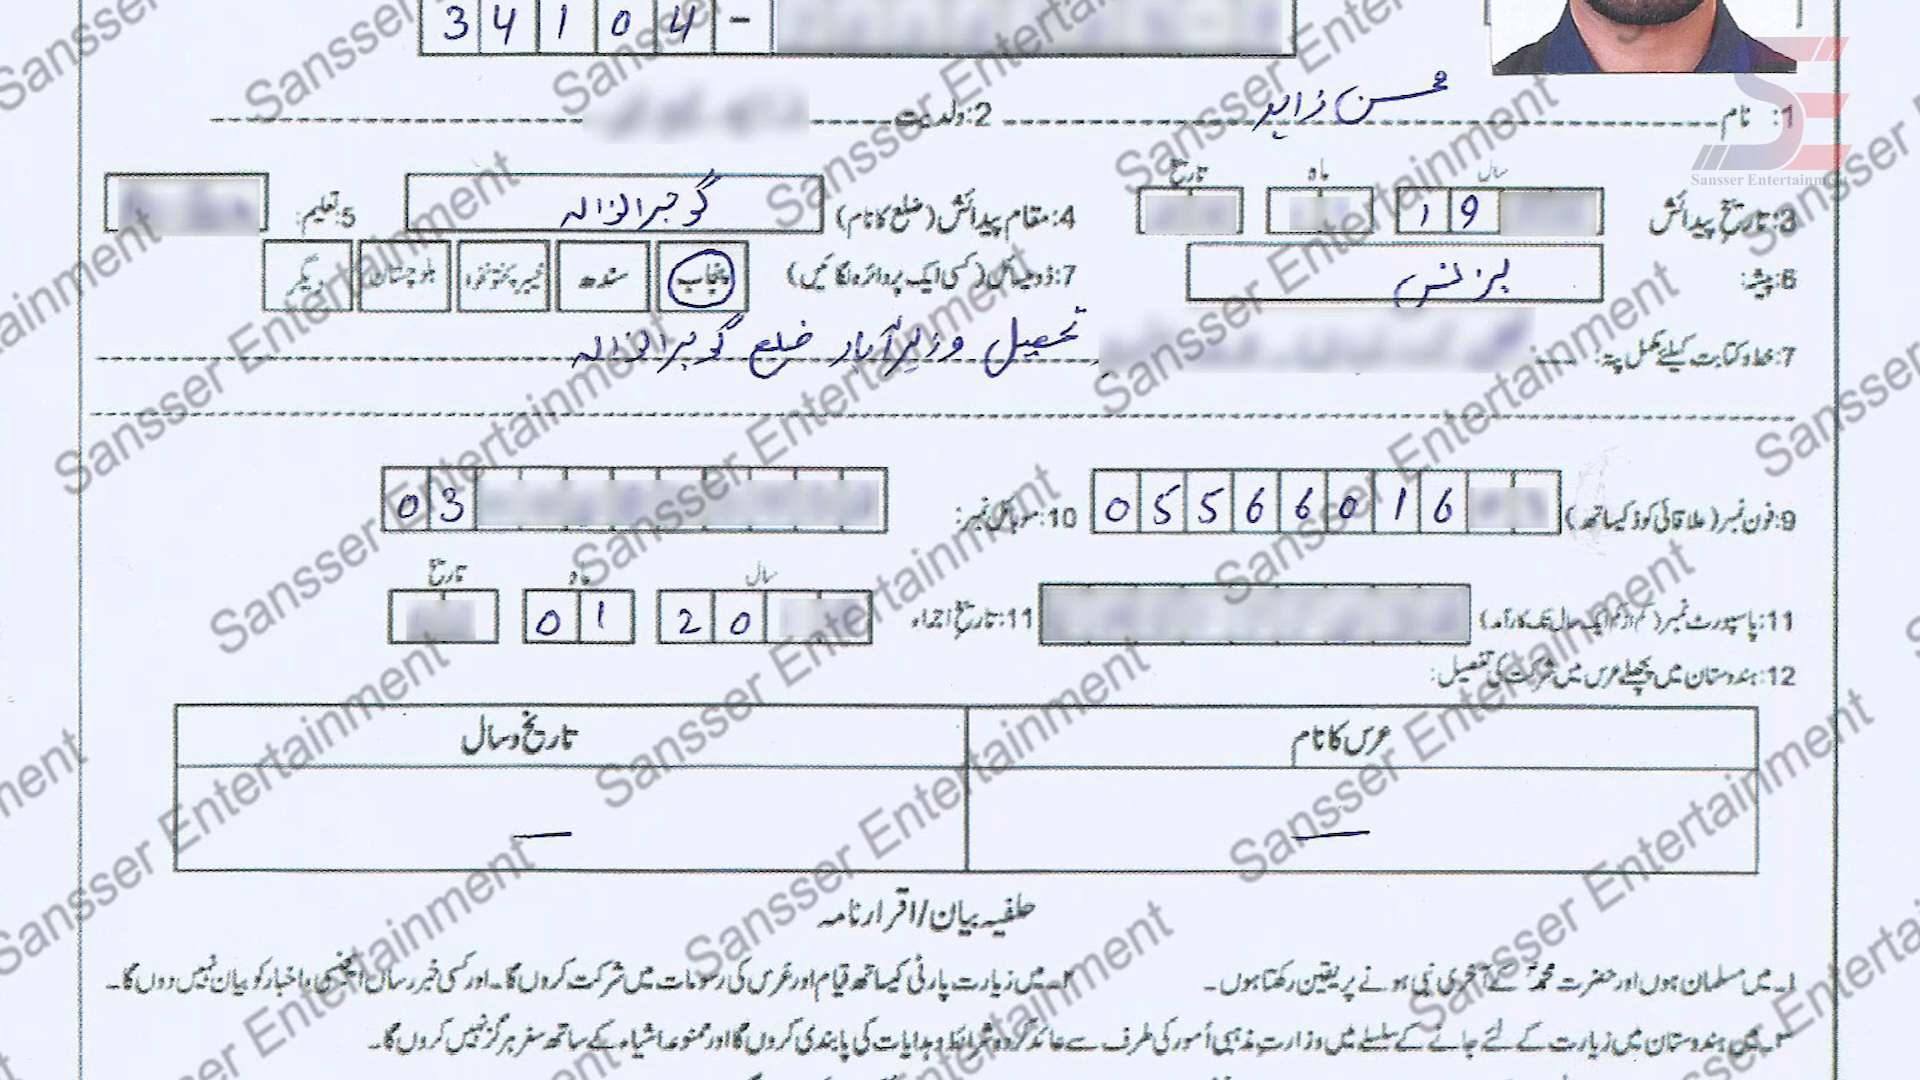 34104-
1: نام محسن زاہد 2: ولدیت
سال ماہ تاریخ
3: تاریخ پیدائش 19 4: مقام پیدائش (ضلع کا نام) گوجرانوالہ 5: تعلیم:
6: پیشہ: بزنس 7: ڈومیسائل (کسی ایک پر دائرہ لگائیں) پنجاب سندھ خیبر پختونخوا بلوچستان دیگر
7: خط و کتابت کیلئے مکمل پتہ: تحصیل وزیرآباد ضلع گوجرانوالہ
9: فون نمبر (علاقائی کوڈ کیساتھ) 05566016 10: موبائل نمبر: 03
سال ماہ تاریخ
11: پاسپورٹ نمبر (کم از کم ایک سال تک کارآمد) 11: تاریخ اجراء 20 01
12: ہندوستان میں پچھلے عرس میں شرکت کی تفصیل:
عرس کا نام تاریخ و سال
— —
حلفیہ بیان/اقرار نامہ
۱۔ میں مسلمان ہوں اور حضرت محمدؐ کے آخری نبی ہونے پر یقین رکھتا ہوں۔ ۲۔ میں زیارت پارٹی کیساتھ قیام اور عرس کی رسومات میں شرکت کروں گا۔ اور کسی خبر رساں ایجنسی، اخبار کو بیان نہیں دوں گا۔
۳۔ میں ہندوستان میں زیارت کے لئے جانے کے سلسلے میں وزارت مذہبی اُمور کی طرف سے عائد کردہ شرائط و ہدایات کی پابندی کروں گا اور ممنوعہ اشیاء کے ساتھ سفر ہرگز نہیں کروں گا۔
Sansser Entertainment